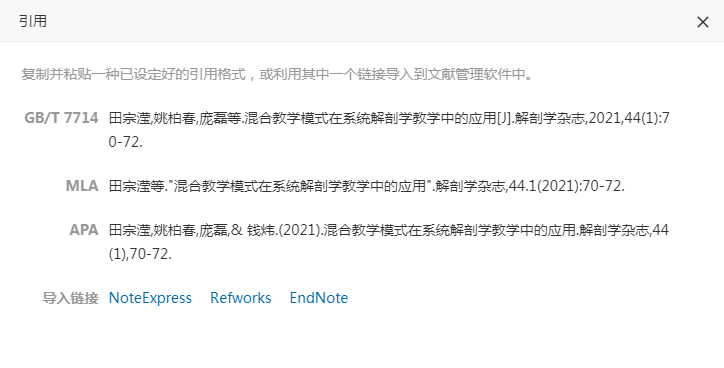 引用
复制并粘贴一种已设定好的引用格式，或利用其中一个链接导入到文献管理软件中。
GB/T 7714 田宗滢,姚柏春,庞磊等.混合教学模式在系统解剖学教学中的应用[J].解剖学杂志,2021,44(1):7
0-72.
MLA 田宗滢等."混合教学模式在系统解剖学教学中的应用".解剖学杂志,44.1(2021):70-72.
APA 田宗滢,姚柏春,庞磊,& 钱炜.(2021).混合教学模式在系统解剖学教学中的应用.解剖学杂志,44
(1),70-72.
导入链接 NoteExpress Refworks EndNote